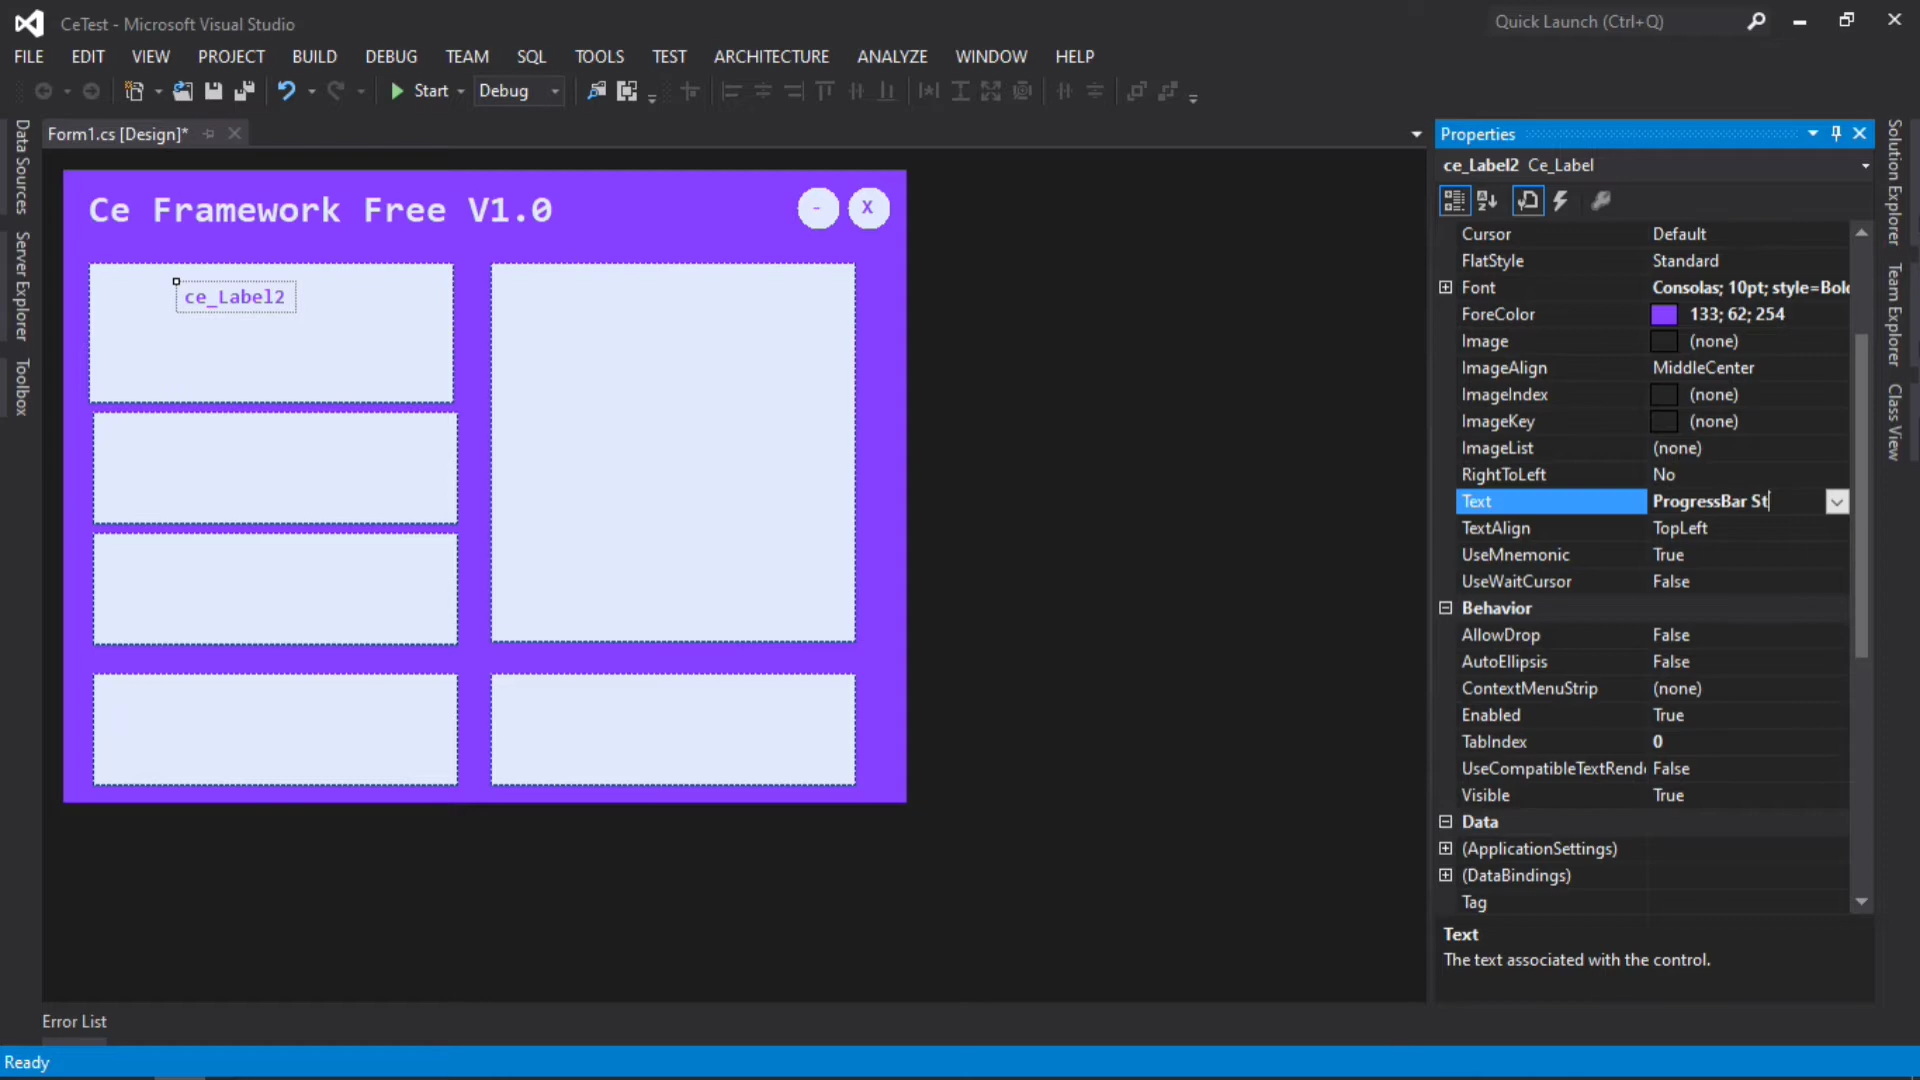 CeTest - Microsoft Visual Studio
Quick Launch (Ctrl+Q)
FILE EDIT VIEW PROJECT BUILD DEBUG TEAM SQL TOOLS TEST ARCHITECTURE ANALYZE WINDOW HELP
Start Debug
Form1.cs [Design]*
Data Sources
Server Explorer
Toolbox
Ce Framework Free V1.0
- X
ce_Label2
Properties
ce_Label2 Ce_Label
Cursor Default
FlatStyle Standard
Font Consolas; 10pt; style=Bold
ForeColor 133; 62; 254
Image (none)
ImageAlign MiddleCenter
ImageIndex (none)
ImageKey (none)
ImageList (none)
RightToLeft No
Text ProgressBar St
TextAlign TopLeft
UseMnemonic True
UseWaitCursor False
Behavior
AllowDrop False
AutoEllipsis False
ContextMenuStrip (none)
Enabled True
TabIndex 0
UseCompatibleTextRende False
Visible True
Data
(ApplicationSettings)
(DataBindings)
Tag
Text
The text associated with the control.
Solution Explorer
Team Explorer
Class View
Error List
Ready